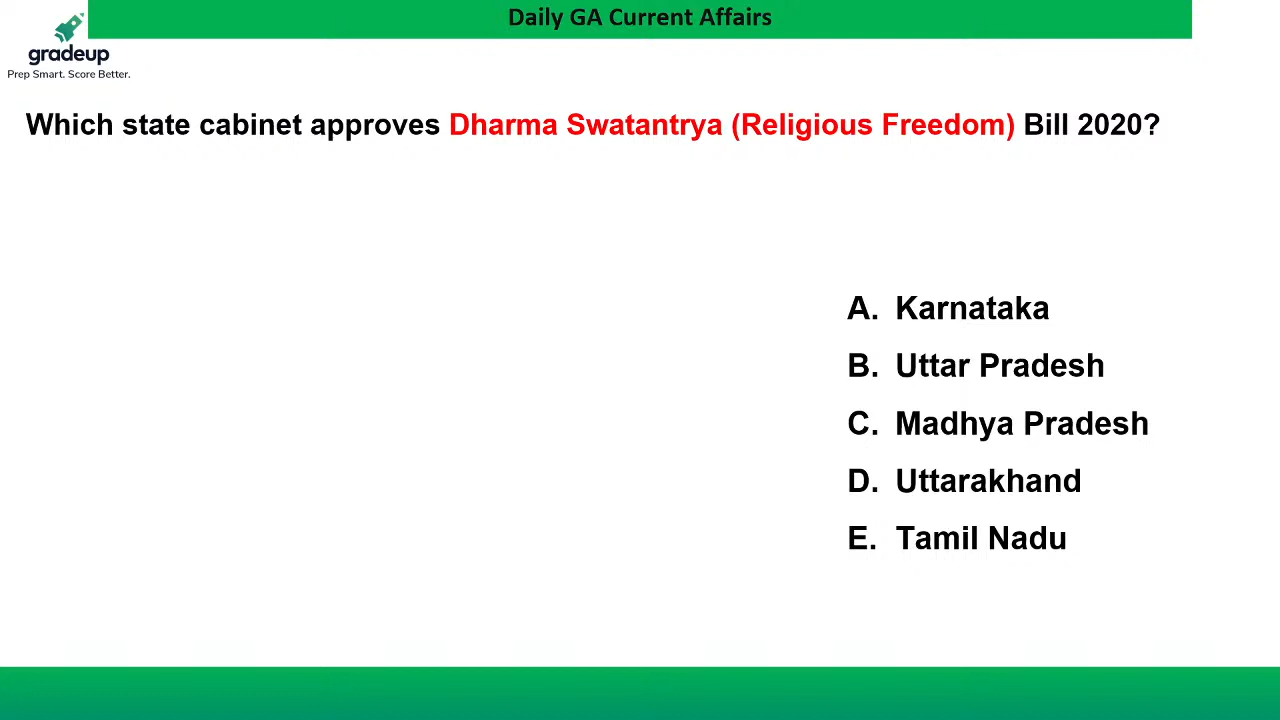 Daily GA Current Affairs
gradeup
Prep Smart. Score Better.
Which state cabinet approves Dharma Swatantrya (Religious Freedom) Bill 2020?
A. Karnataka
B. Uttar Pradesh
C. Madhya Pradesh
D. Uttarakhand
E. Tamil Nadu